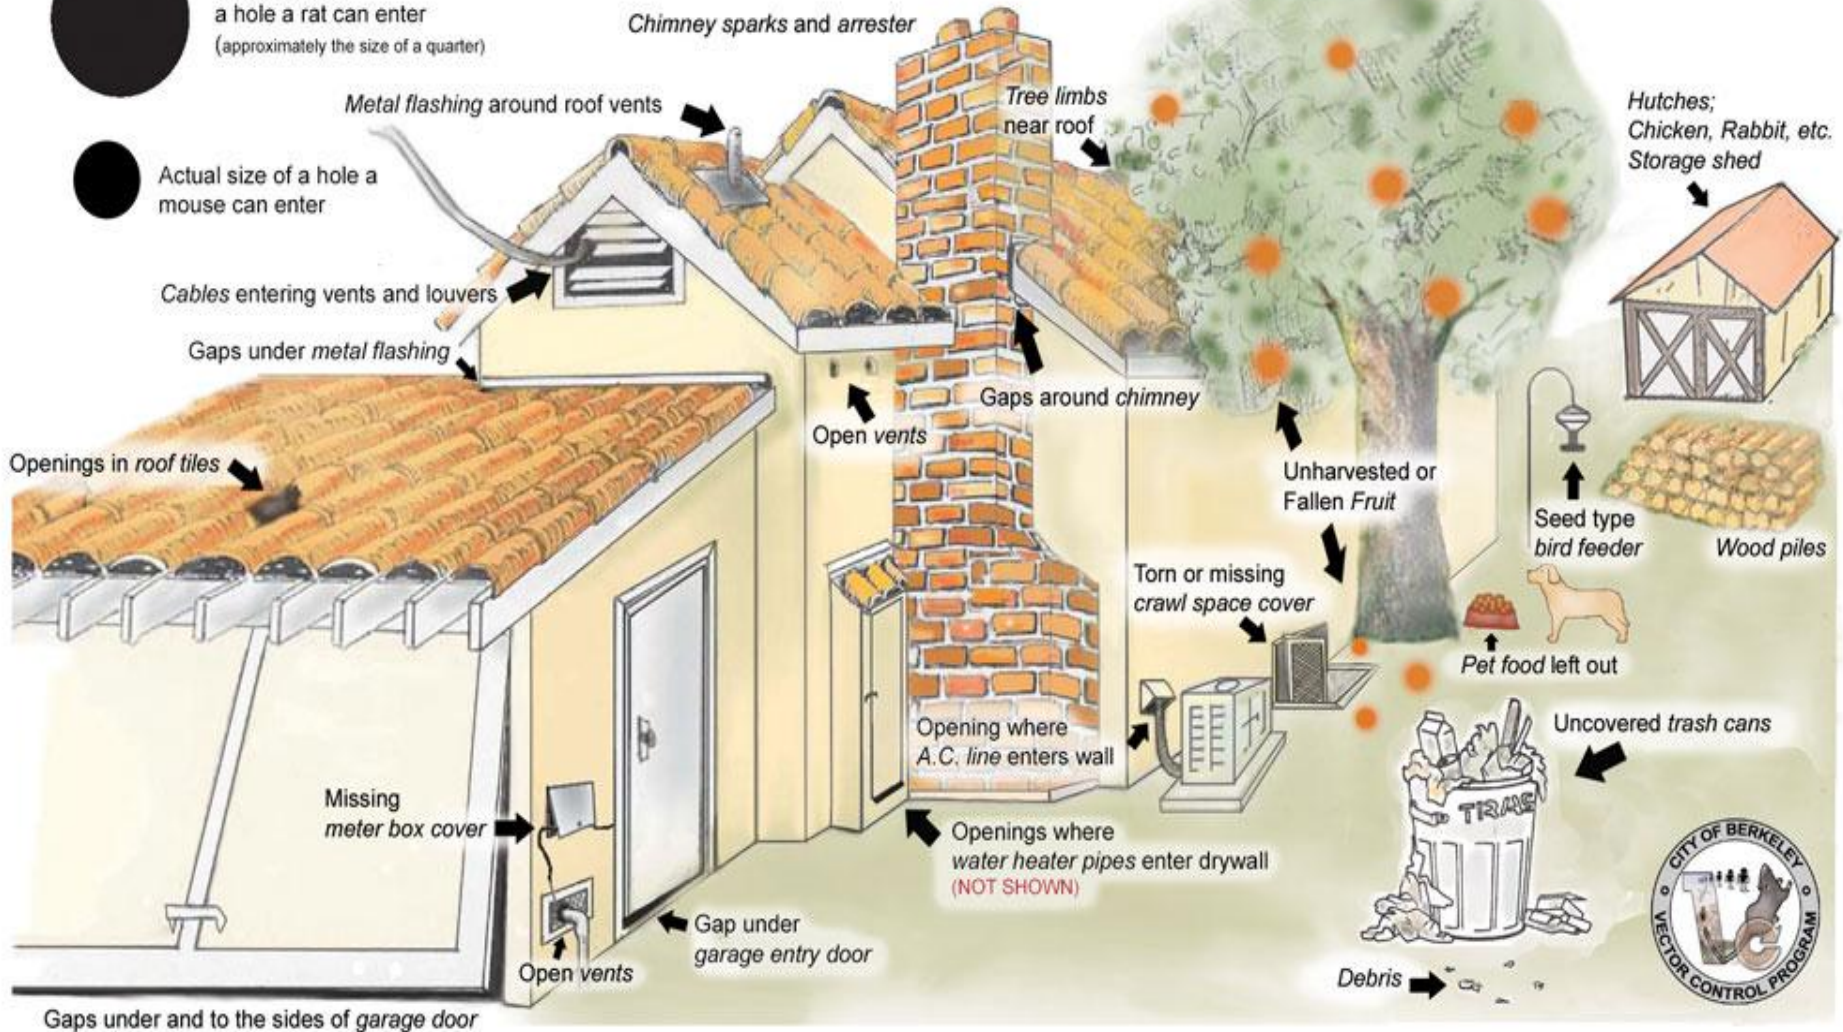 a hole a rat can enter
(approximately the size of a quarter)
Chimney sparks and arrester
Metal flashing around roof vents
Tree limbs
near roof
Hutches;
Chicken, Rabbit, etc.
Storage shed
Actual size of a hole a
mouse can enter
Cables entering vents and louvers
Gaps under metal flashing
Gaps around chimney
Open vents
Openings in roof tiles
Unharvested or
Fallen Fruit
Seed type
bird feeder
Wood piles
Torn or missing
crawl space cover
Pet food left out
Opening where
A.C. line enters wall
Uncovered trash cans
TRAS
Missing
meter box cover
Openings where
water heater pipes enter drywall
(NOT SHOWN)
Gap under
garage entry door
Open vents
Debris
CITY OF BERKELEY
VC
VECTOR CONTROL PROGRAM
Gaps under and to the sides of garage door